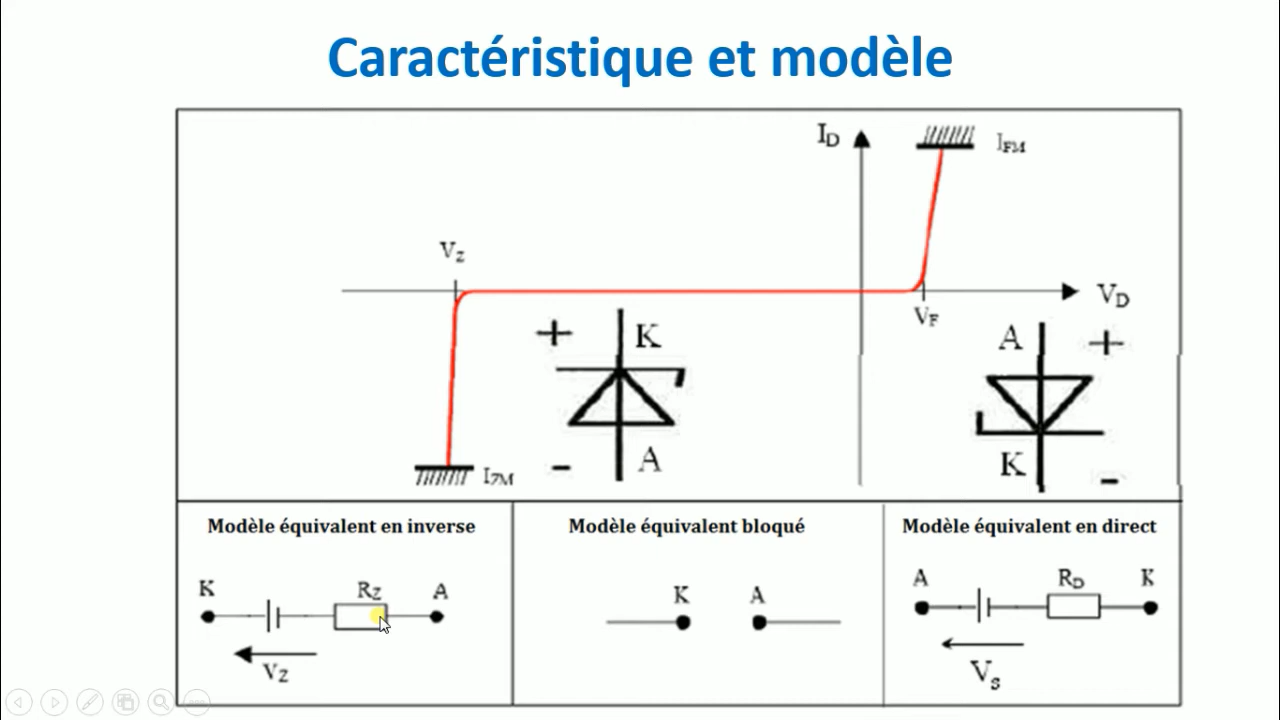 Caractéristique et modèle
I_D
I_FM
V_Z
V_D
V_F
+ K
A +
- A
K -
I_ZM
Modèle équivalent en inverse
Modèle équivalent bloqué
Modèle équivalent en direct
K R_Z A
K A
A R_D K
V_Z
V_s